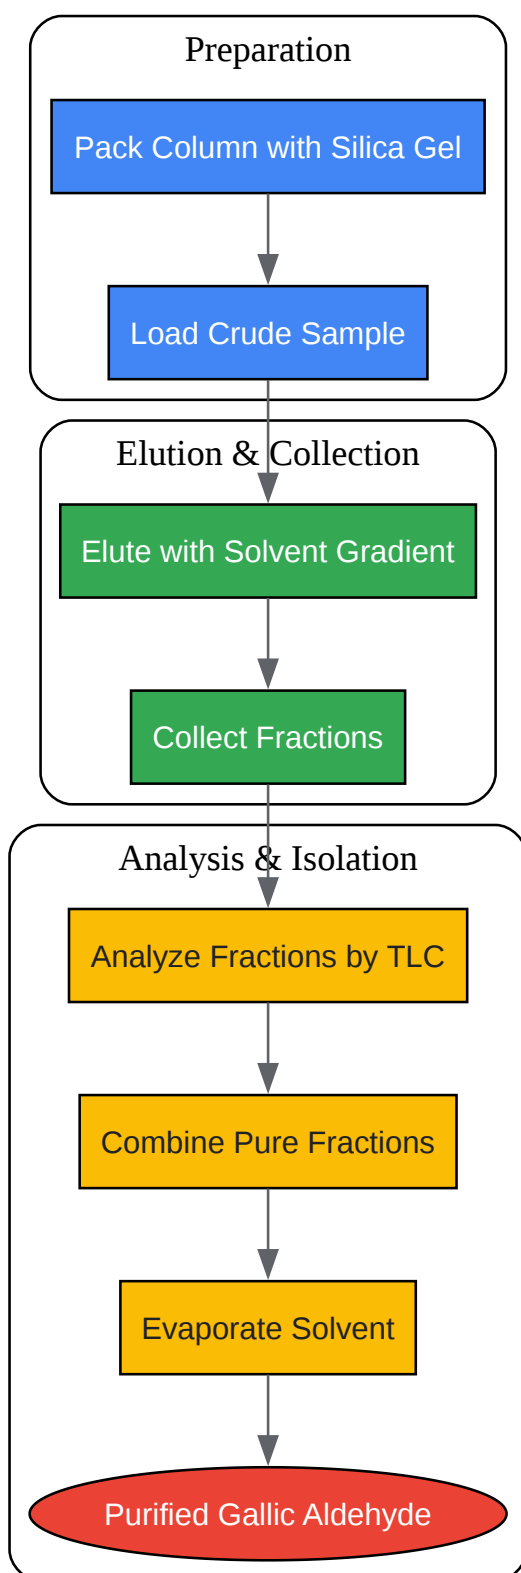 Preparation
Pack Column with Silica Gel
Load Crude Sample
Elution & Collection
Elute with Solvent Gradient
Collect Fractions
Analysis & Isolation
Analyze Fractions by TLC
Combine Pure Fractions
Evaporate Solvent
Purified Gallic Aldehyde